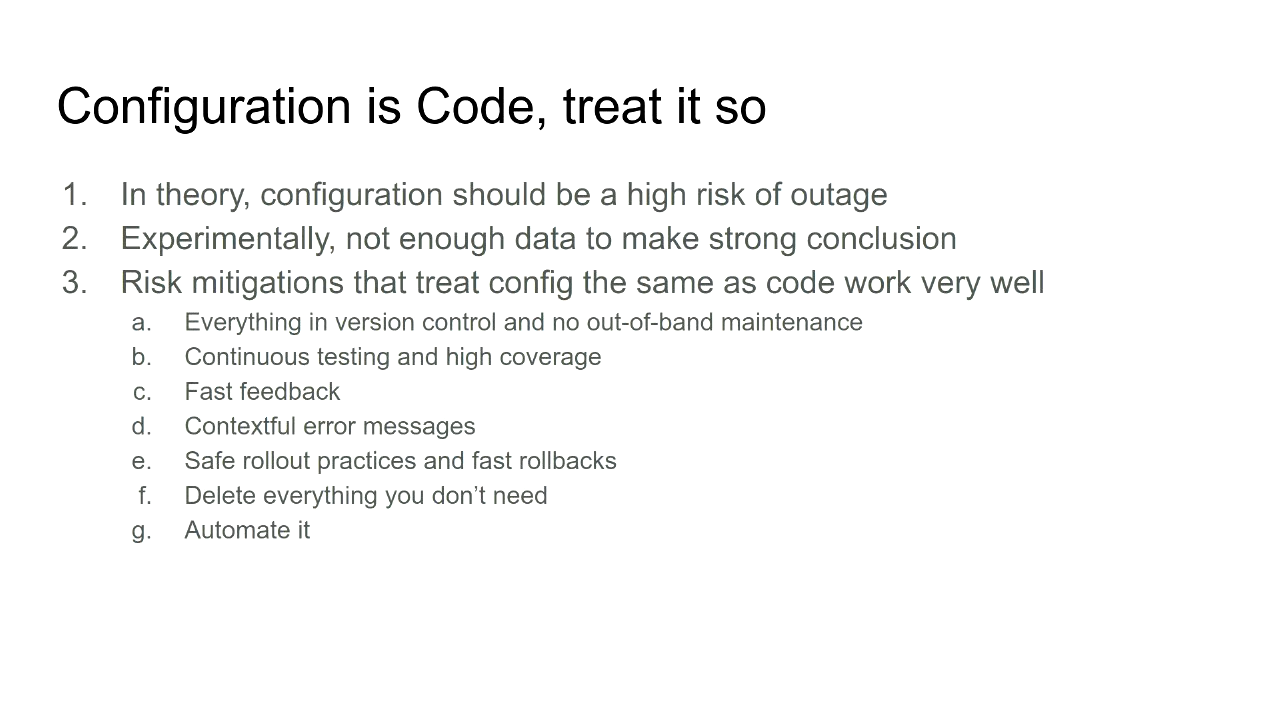 Configuration is Code, treat it so
1. In theory, configuration should be a high risk of outage
2. Experimentally, not enough data to make strong conclusion
3. Risk mitigations that treat config the same as code work very well
a. Everything in version control and no out-of-band maintenance
b. Continuous testing and high coverage
c. Fast feedback
d. Contextful error messages
e. Safe rollout practices and fast rollbacks
f. Delete everything you don’t need
g. Automate it